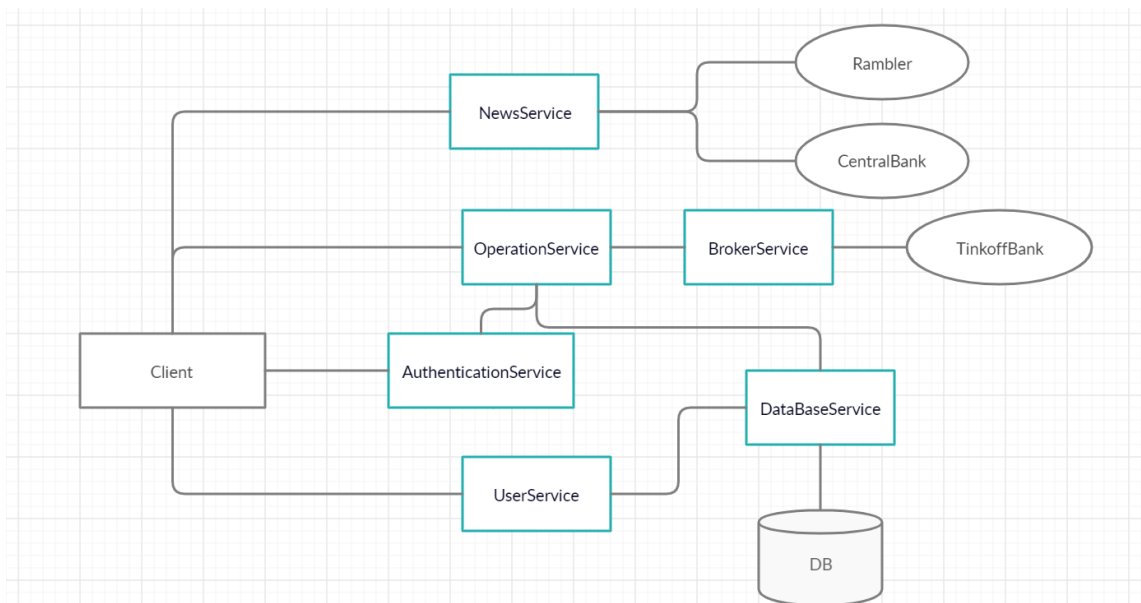 Rambler
NewsService
CentralBank
OperationService
BrokerService
TinkoffBank
Client
AuthenticationService
DataBaseService
UserService
DB